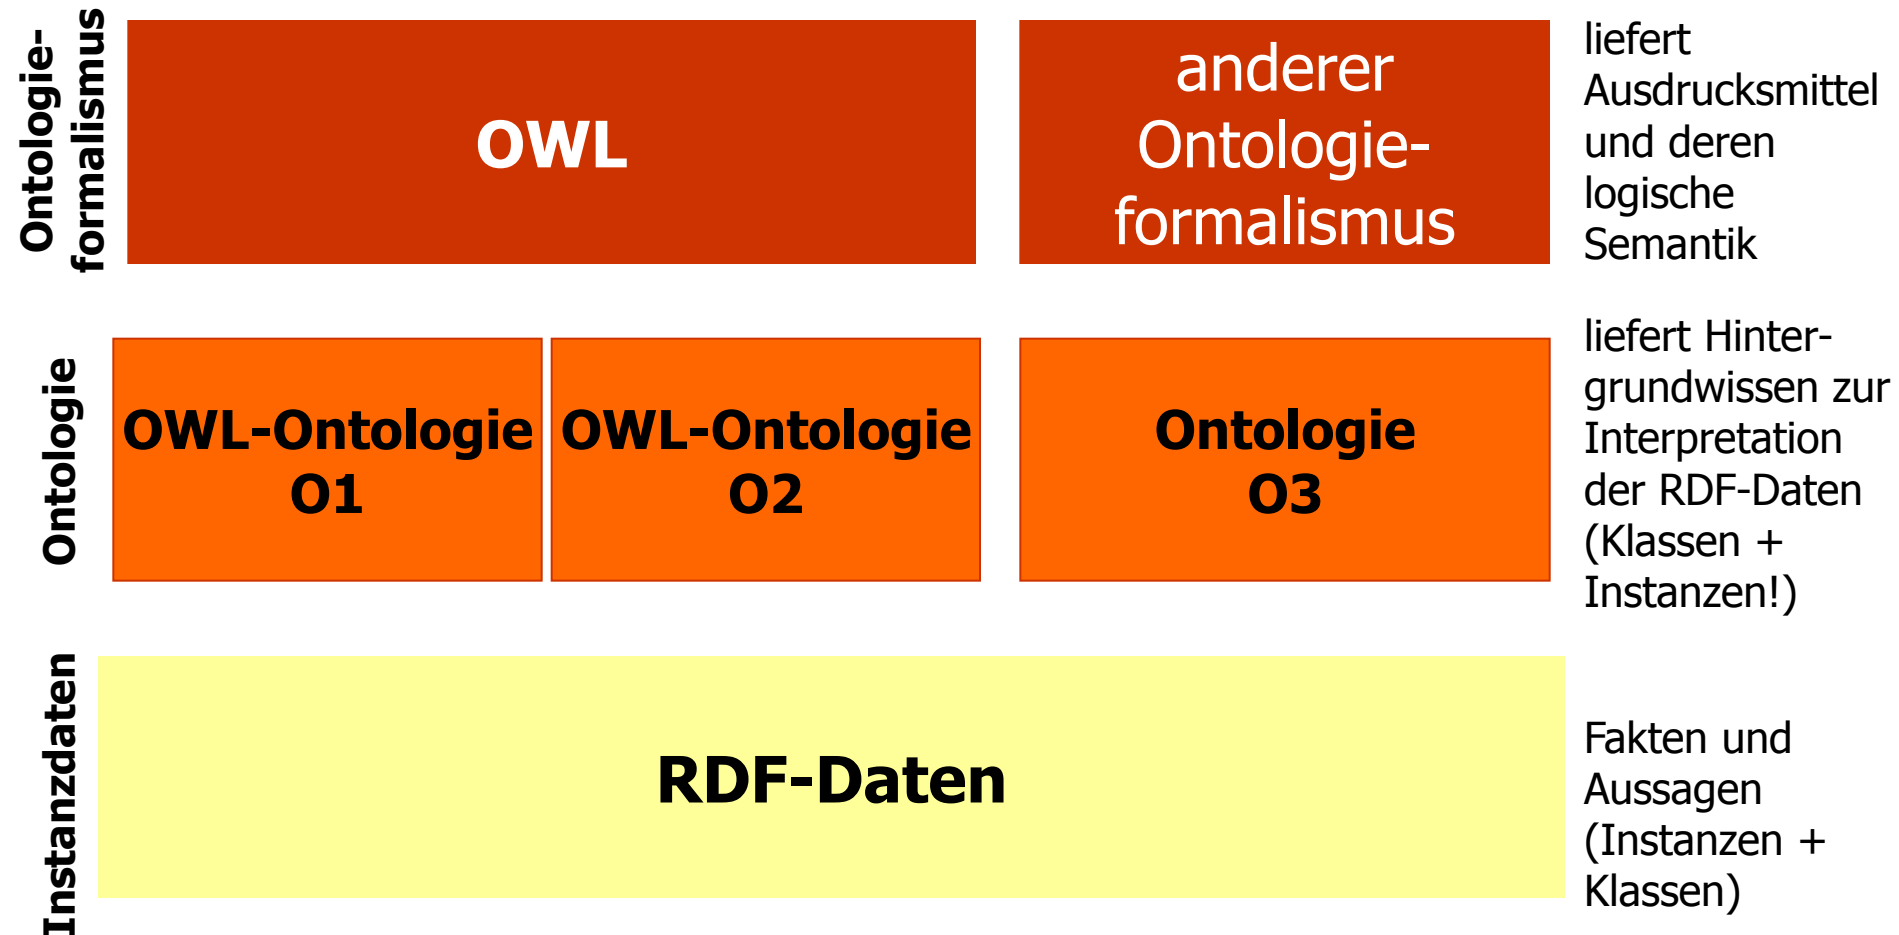 Ontologie-
formalismus
OWL
anderer
Ontologie-
formalismus
liefert
Ausdrucksmittel
und deren
logische
Semantik
Ontologie
OWL-Ontologie
O1
OWL-Ontologie
O2
Ontologie
O3
liefert Hinter-
grundwissen zur
Interpretation
der RDF-Daten
(Klassen +
Instanzen!)
Instanzdaten
RDF-Daten
Fakten und
Aussagen
(Instanzen +
Klassen)